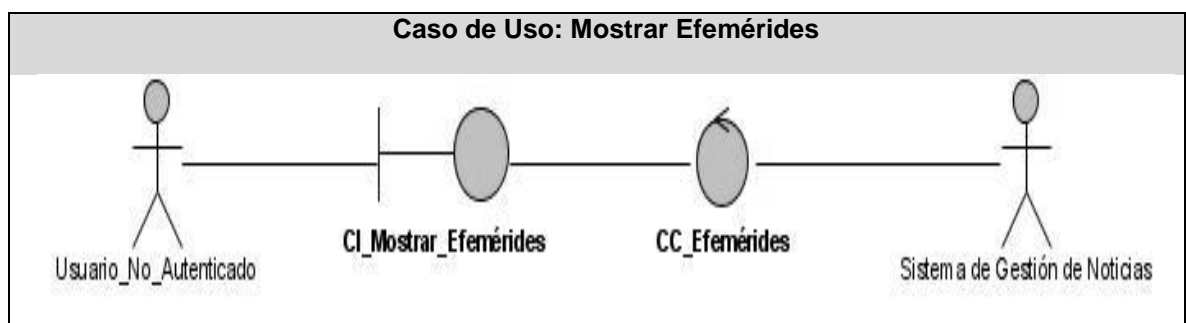 Caso de Uso: Mostrar Efemérides
CI_Mostrar_Efemérides
CC_Efemérides
Usuario_No_Autenticado
Sistema de Gestión de Noticias